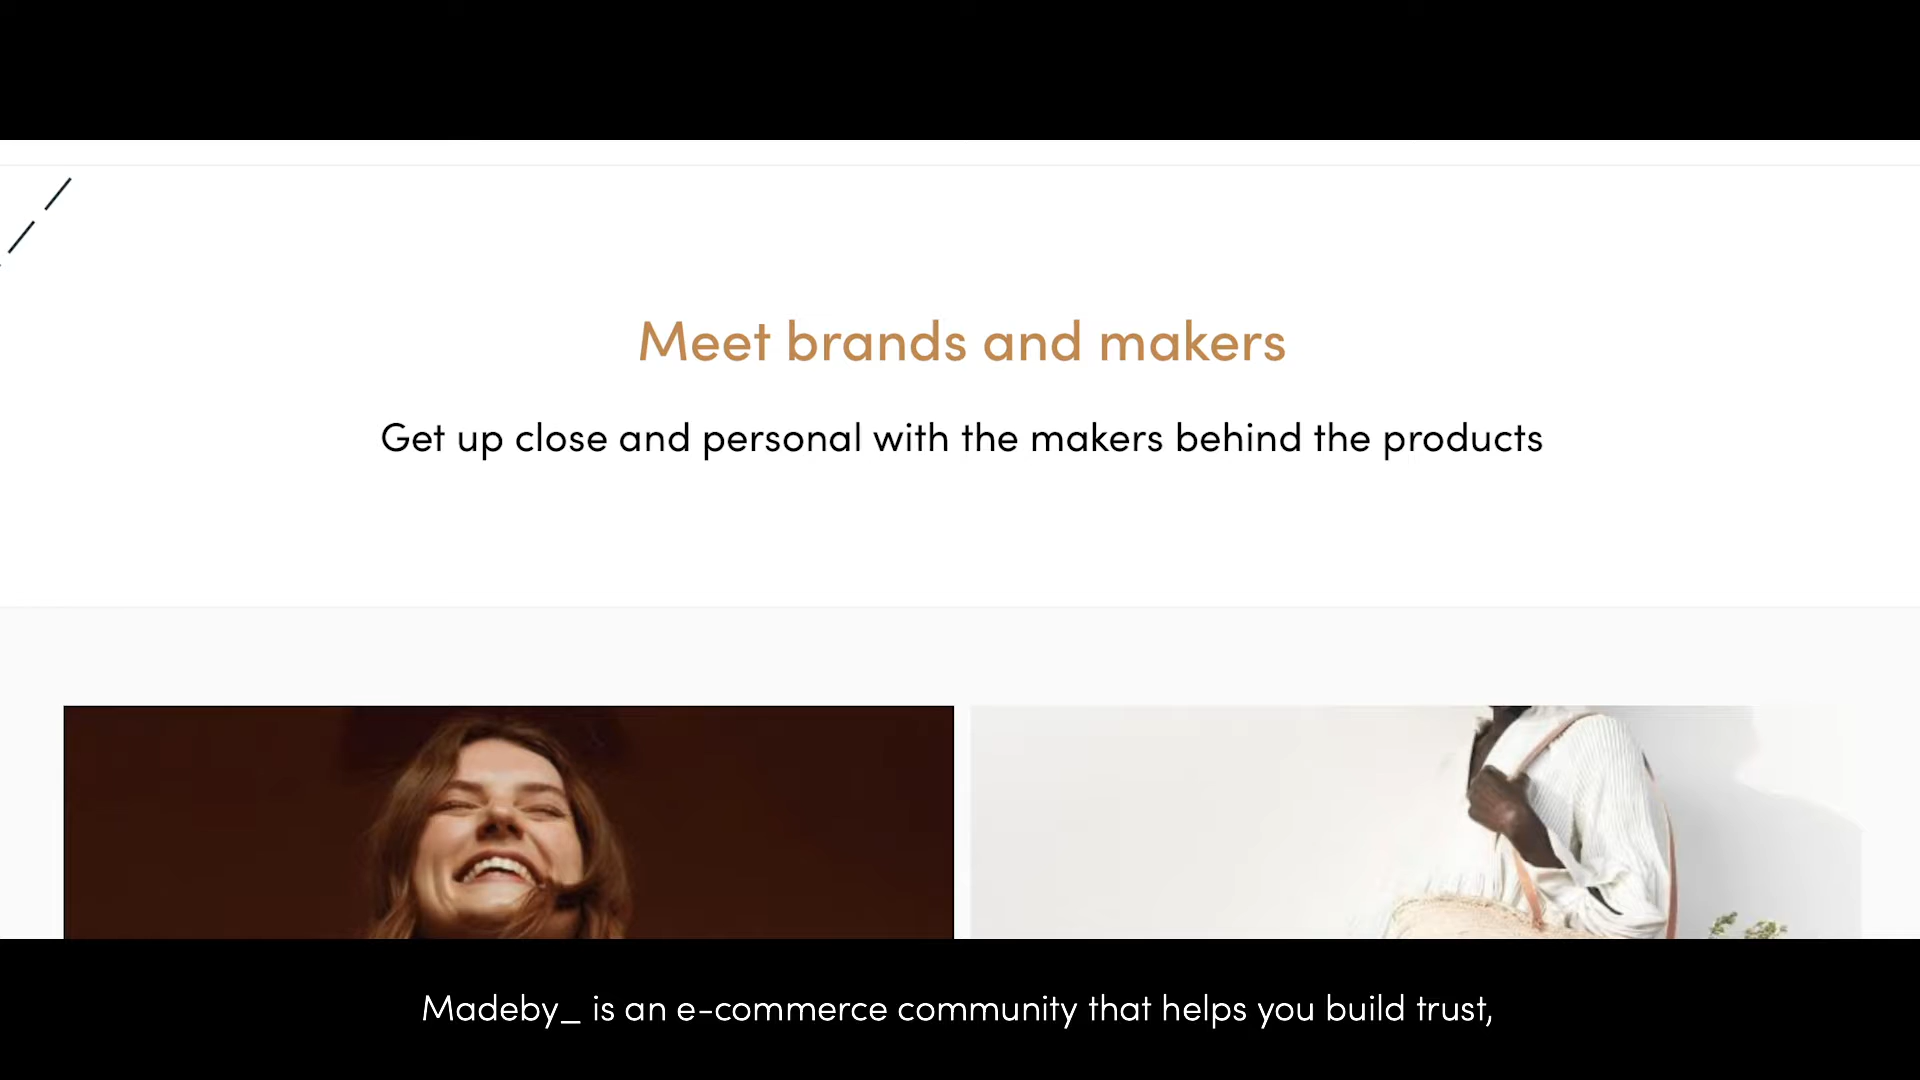 Meet brands and makers
Get up close and personal with the makers behind the products
Madeby_ is an e-commerce community that helps you build trust,